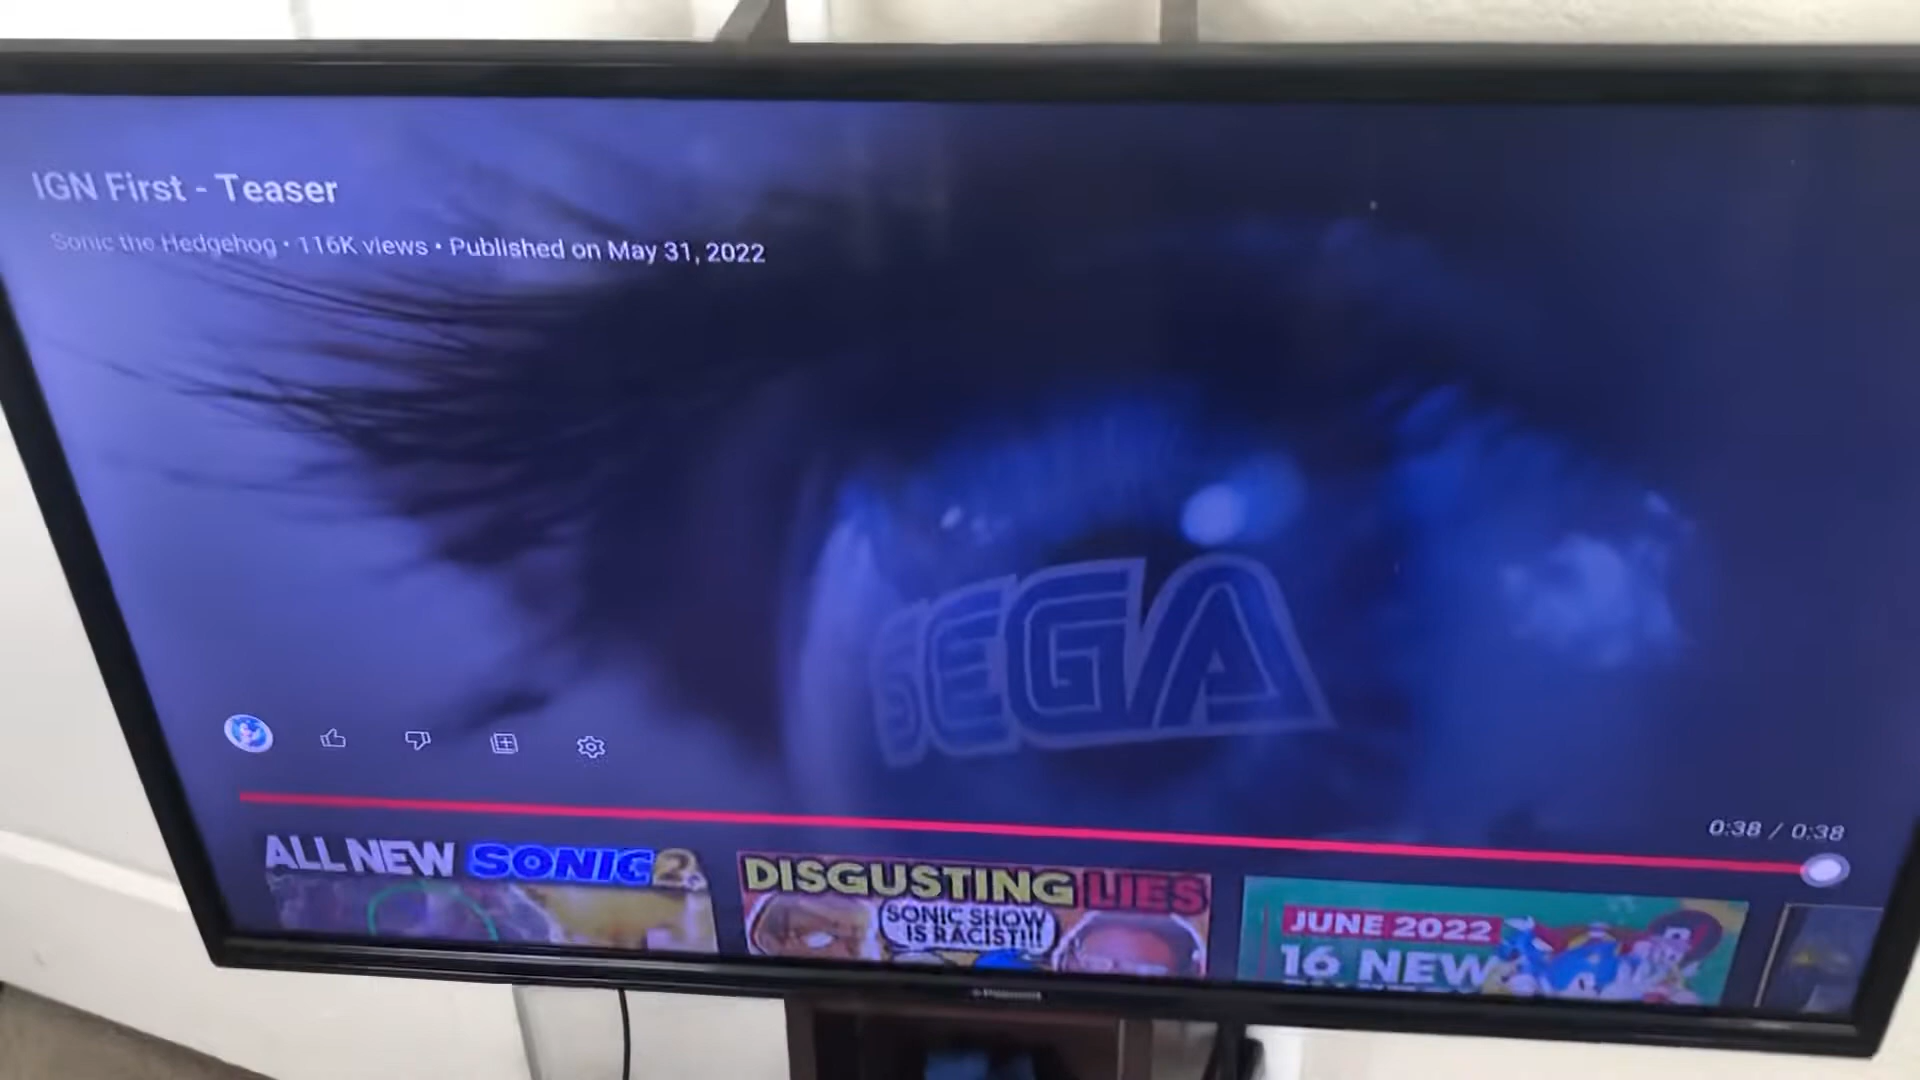 IGN First - Teaser
Sonic the Hedgehog • 116K views • Published on May 31, 2022
SEGA
0:38 / 0:38
ALL NEW SONIC 2
DISGUSTING LIES
SONIC SHOW
IS RACIST!!!
JUNE 2022
16 NEW